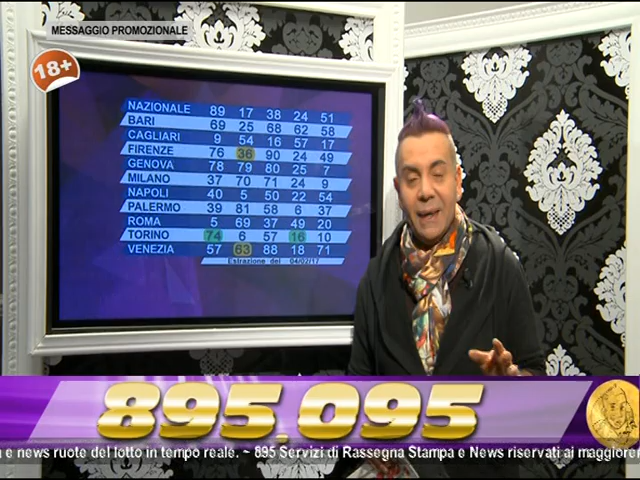 MESSAGGIO PROMOZIONALE
18+
NAZIONALE 89 17 38 24 51
BARI 69 25 68 62 58
CAGLIARI 9 54 16 57 17
FIRENZE 76 36 90 24 49
GENOVA 78 79 80 25 7
MILANO 37 70 71 24 9
NAPOLI 40 5 50 22 54
PALERMO 39 81 58 6 37
ROMA 5 69 37 49 20
TORINO 74 6 57 16 10
VENEZIA 57 63 88 18 71
Estrazione del 04/02/17
895.095
a e news ruote del lotto in tempo reale. ~ 895 Servizi di Rassegna Stampa e News riservati ai maggioren